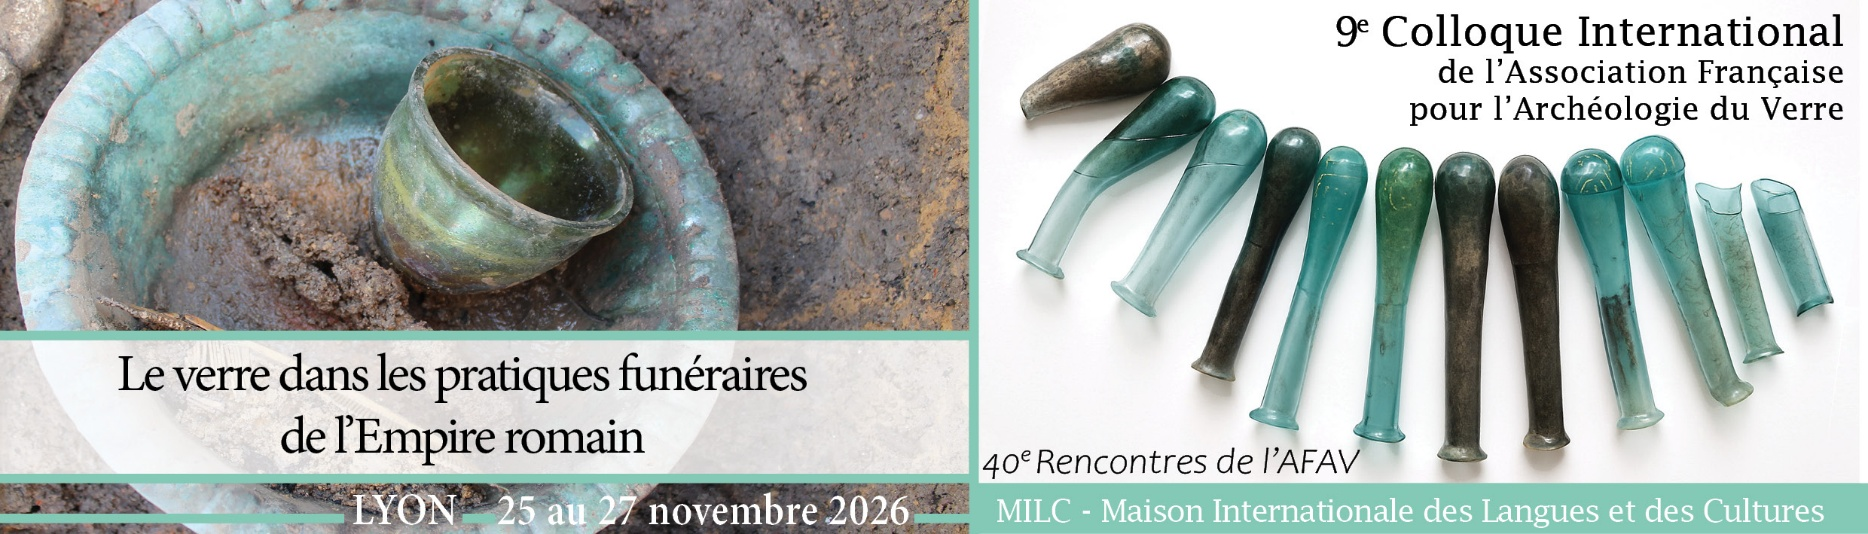 Le verre dans les pratiques funéraires
de l'Empire romain
LYON 25 au 27 novembre 2026
9e Colloque International
de l'Association Française
pour l'Archéologie du Verre
40e Rencontres de l'AFAV
MILC - Maison Internationale des Langues et des Cultures